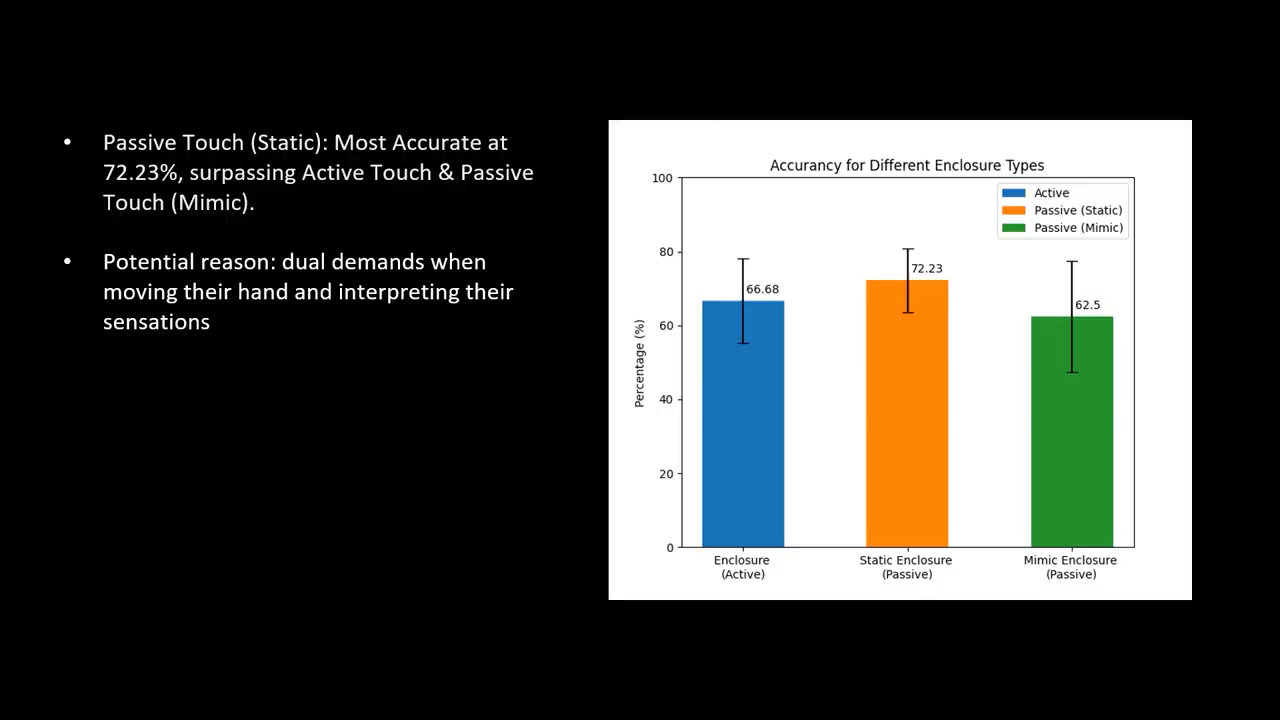 • Passive Touch (Static): Most Accurate at
72.23%, surpassing Active Touch & Passive
Touch (Mimic).
• Potential reason: dual demands when
moving their hand and interpreting their
sensations
Accurancy for Different Enclosure Types
Active
Passive (Static)
Passive (Mimic)
Percentage (%)
100
80
60
40
20
0
66.68
72.23
62.5
Enclosure
(Active)
Static Enclosure
(Passive)
Mimic Enclosure
(Passive)